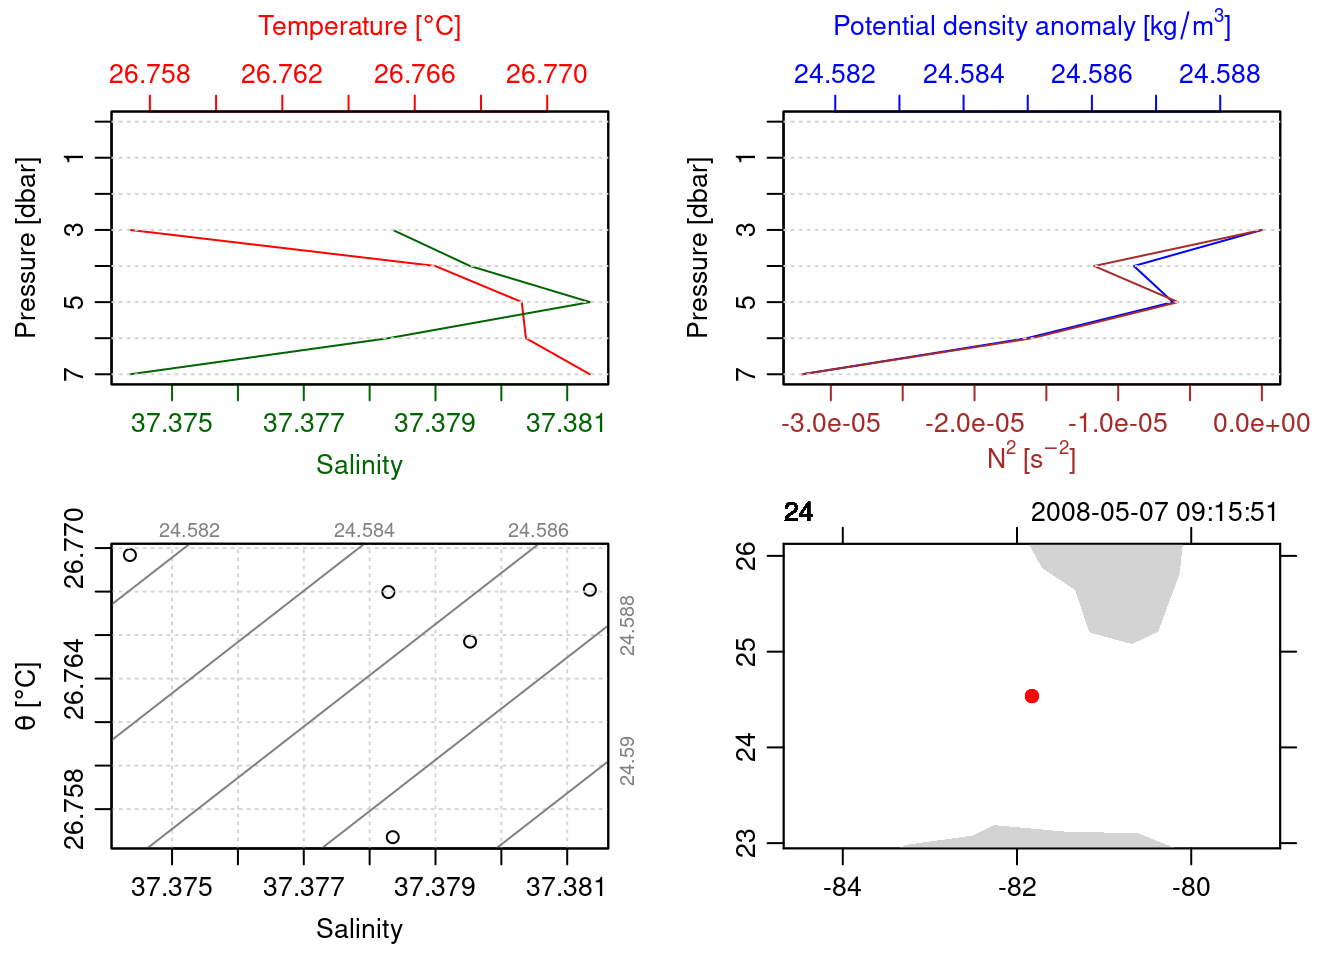 Temperature [°C]
26.758 26.762 26.766 26.770
Pressure [dbar]
1
3
5
7
37.375 37.377 37.379 37.381
Salinity
Potential density anomaly [kg/m³]
24.582 24.584 24.586 24.588
Pressure [dbar]
1
3
5
7
-3.0e-05 -2.0e-05 -1.0e-05 0.0e+00
N² [s⁻²]
24.582 24.584 24.586
24.588
24.59
θ [°C]
26.770
26.764
26.758
37.375 37.377 37.379 37.381
Salinity
24 2008-05-07 09:15:51
26
25
24
23
-84 -82 -80